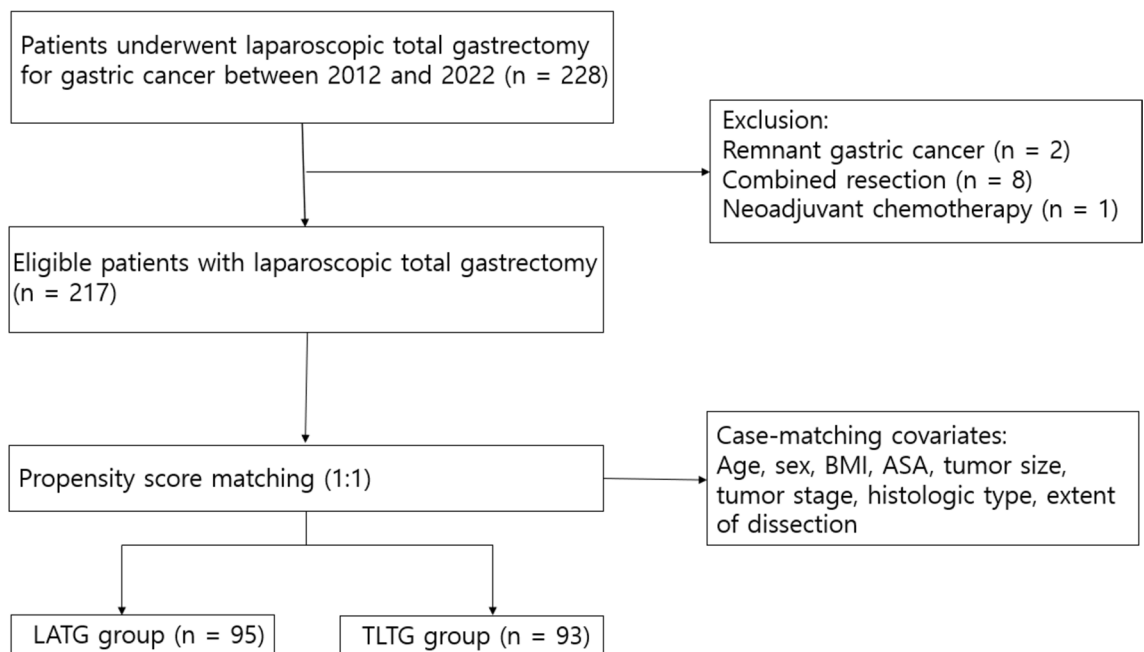 Patients underwent laparoscopic total gastrectomy
for gastric cancer between 2012 and 2022 (n = 228)
Exclusion:
Remnant gastric cancer (n = 2)
Combined resection (n = 8)
Neoadjuvant chemotherapy (n = 1)
Eligible patients with laparoscopic total gastrectomy
(n = 217)
Propensity score matching (1:1)
Case-matching covariates:
Age, sex, BMI, ASA, tumor size,
tumor stage, histologic type, extent
of dissection
LATG group (n = 95)
TLTG group (n = 93)